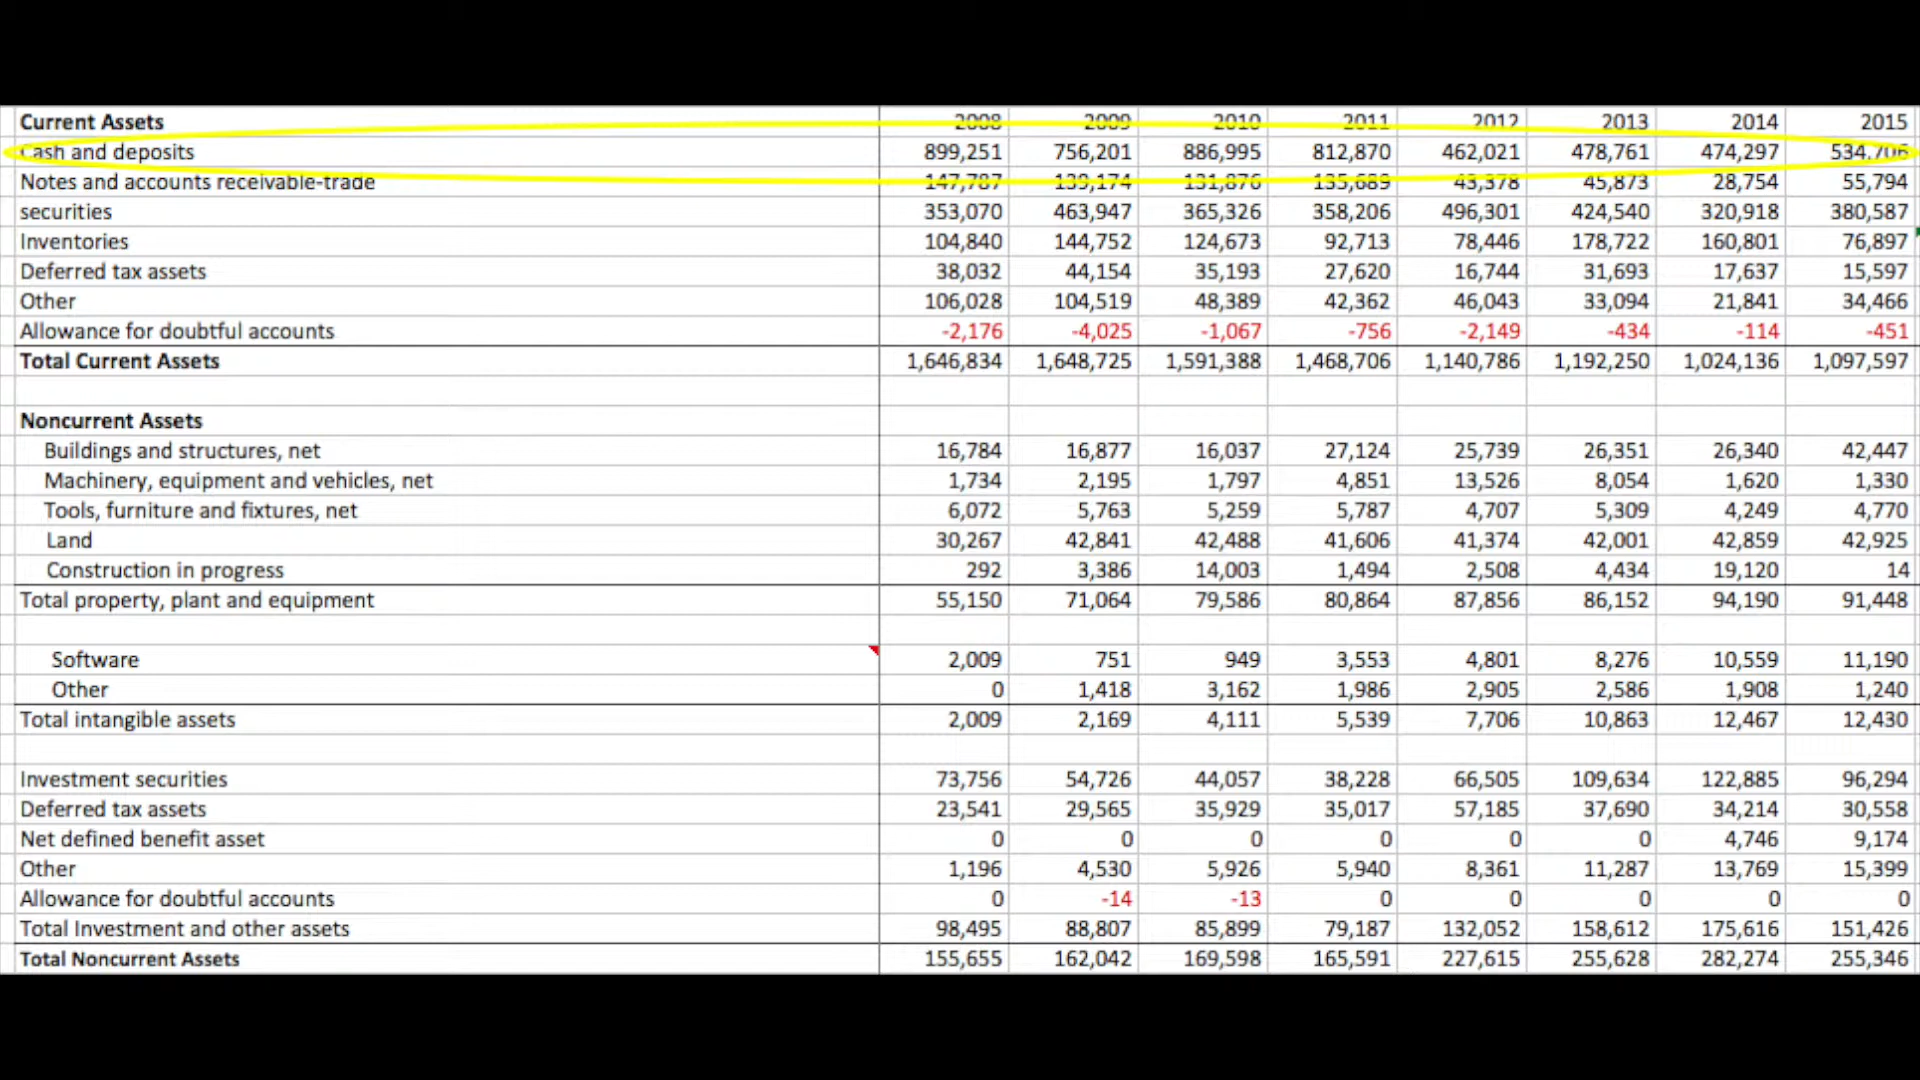 Current Assets 2008 2009 2010 2011 2012 2013 2014 2015
Cash and deposits 899,251 756,201 886,995 812,870 462,021 478,761 474,297 534,706
Notes and accounts receivable-trade 147,787 139,174 131,876 135,689 43,378 45,873 28,754 55,794
securities 353,070 463,947 365,326 358,206 496,301 424,540 320,918 380,587
Inventories 104,840 144,752 124,673 92,713 78,446 178,722 160,801 76,897
Deferred tax assets 38,032 44,154 35,193 27,620 16,744 31,693 17,637 15,597
Other 106,028 104,519 48,389 42,362 46,043 33,094 21,841 34,466
Allowance for doubtful accounts -2,176 -4,025 -1,067 -756 -2,149 -434 -114 -451
Total Current Assets 1,646,834 1,648,725 1,591,388 1,468,706 1,140,786 1,192,250 1,024,136 1,097,597
Noncurrent Assets
Buildings and structures, net 16,784 16,877 16,037 27,124 25,739 26,351 26,340 42,447
Machinery, equipment and vehicles, net 1,734 2,195 1,797 4,851 13,526 8,054 1,620 1,330
Tools, furniture and fixtures, net 6,072 5,763 5,259 5,787 4,707 5,309 4,249 4,770
Land 30,267 42,841 42,488 41,606 41,374 42,001 42,859 42,925
Construction in progress 292 3,386 14,003 1,494 2,508 4,434 19,120 14
Total property, plant and equipment 55,150 71,064 79,586 80,864 87,856 86,152 94,190 91,448
Software 2,009 751 949 3,553 4,801 8,276 10,559 11,190
Other 0 1,418 3,162 1,986 2,905 2,586 1,908 1,240
Total intangible assets 2,009 2,169 4,111 5,539 7,706 10,863 12,467 12,430
Investment securities 73,756 54,726 44,057 38,228 66,505 109,634 122,885 96,294
Deferred tax assets 23,541 29,565 35,929 35,017 57,185 37,690 34,214 30,558
Net defined benefit asset 0 0 0 0 0 0 4,746 9,174
Other 1,196 4,530 5,926 5,940 8,361 11,287 13,769 15,399
Allowance for doubtful accounts 0 -14 -13 0 0 0 0 0
Total Investment and other assets 98,495 88,807 85,899 79,187 132,052 158,612 175,616 151,426
Total Noncurrent Assets 155,655 162,042 169,598 165,591 227,615 255,628 282,274 255,346